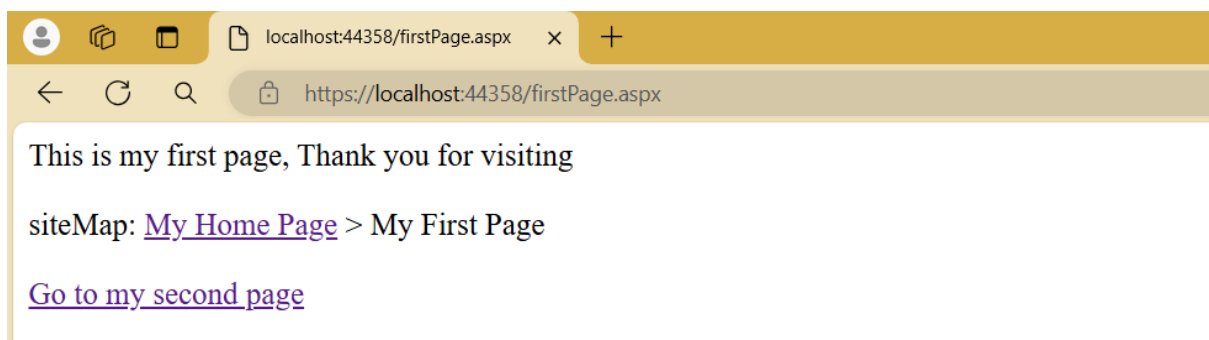 localhost:44358/firstPage.aspx
https://localhost:44358/firstPage.aspx
This is my first page, Thank you for visiting
siteMap: My Home Page > My First Page
Go to my second page